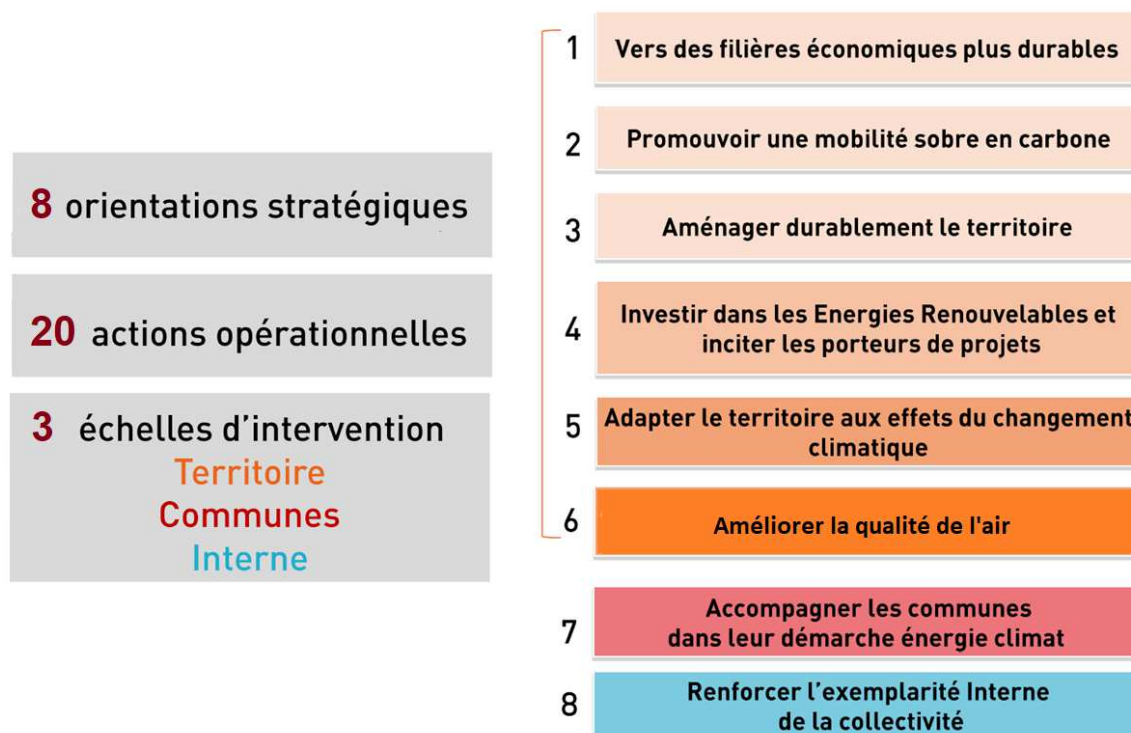 8 orientations stratégiques
20 actions opérationnelles
3 échelles d'intervention
Territoire
Communes
Interne
1 Vers des filières économiques plus durables
2 Promouvoir une mobilité sobre en carbone
3 Aménager durablement le territoire
4 Investir dans les Energies Renouvelables et
inciter les porteurs de projets
5 Adapter le territoire aux effets du changement
climatique
6 Améliorer la qualité de l'air
7 Accompagner les communes
dans leur démarche énergie climat
8 Renforcer l'exemplarité Interne
de la collectivité